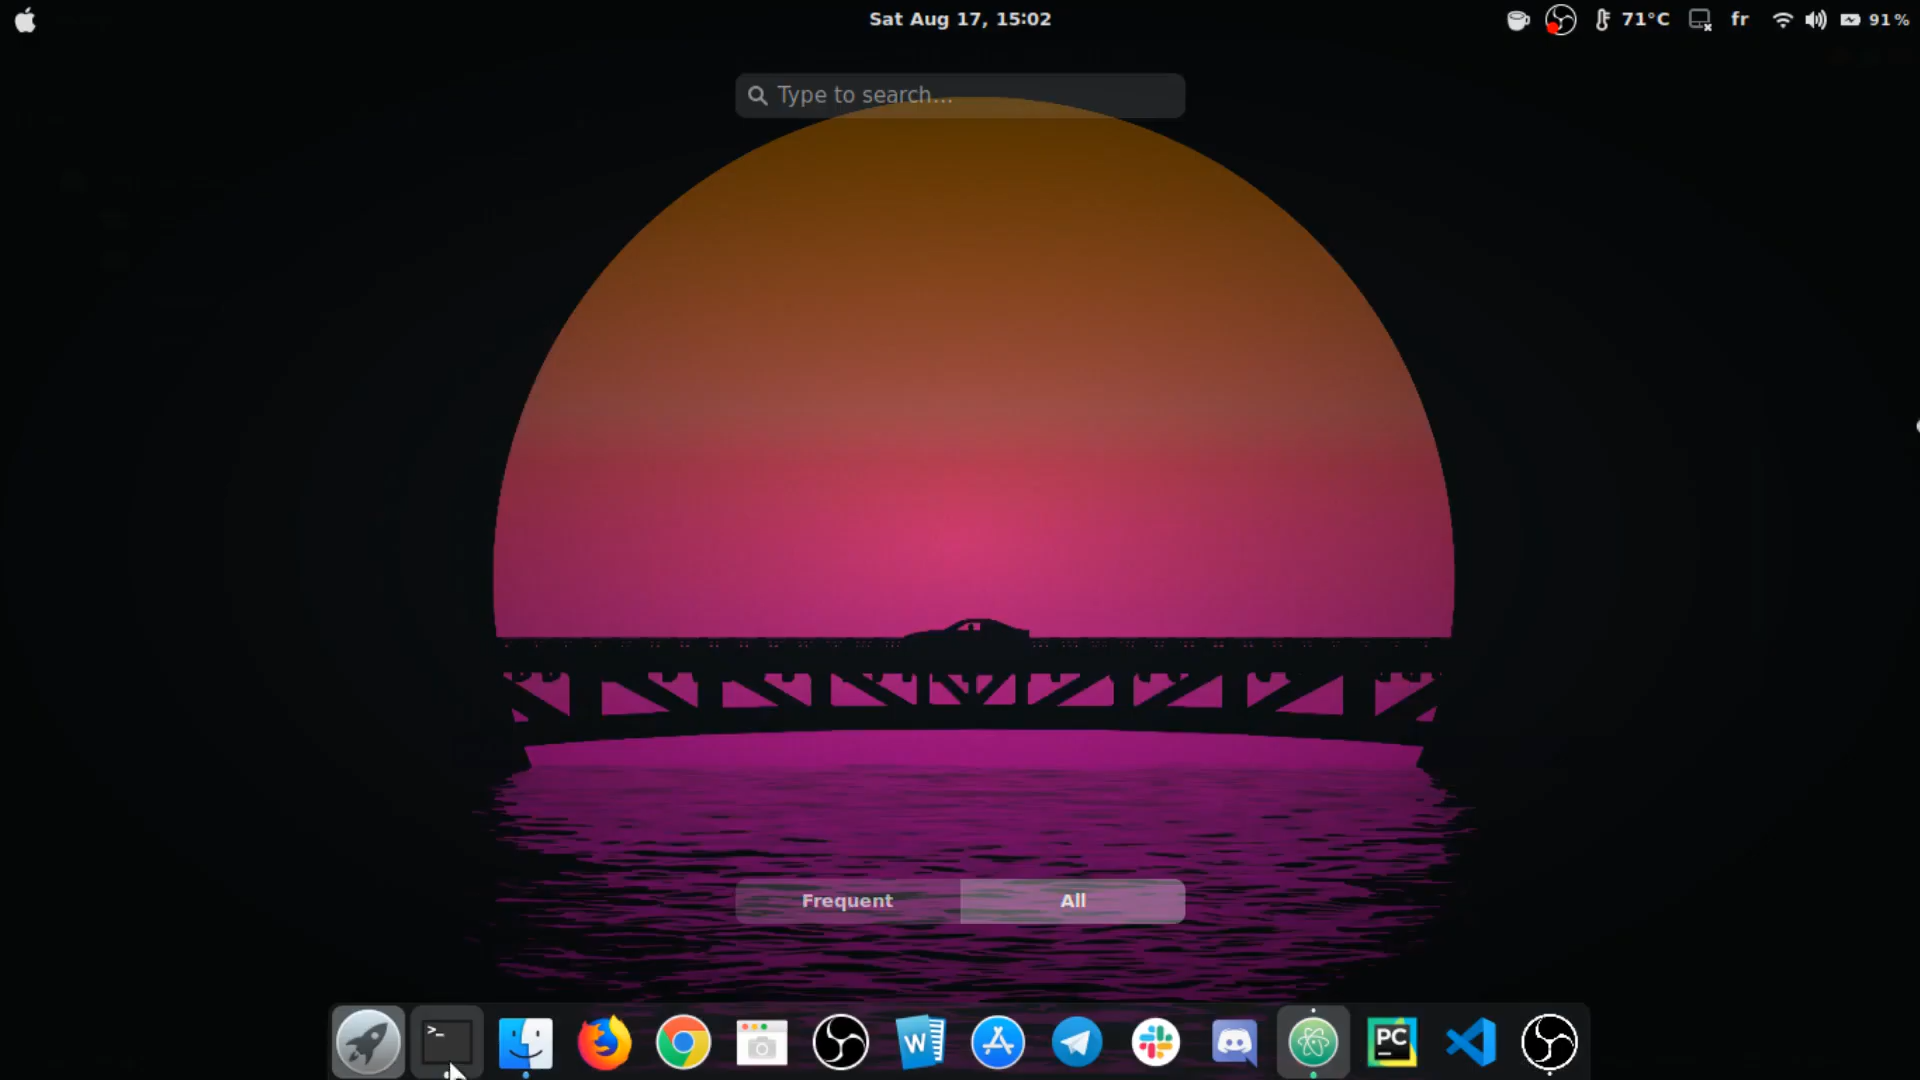 Sat Aug 17, 15:02
71°C
fr
91%
Type to search...
Frequent
All
>_
W
PC